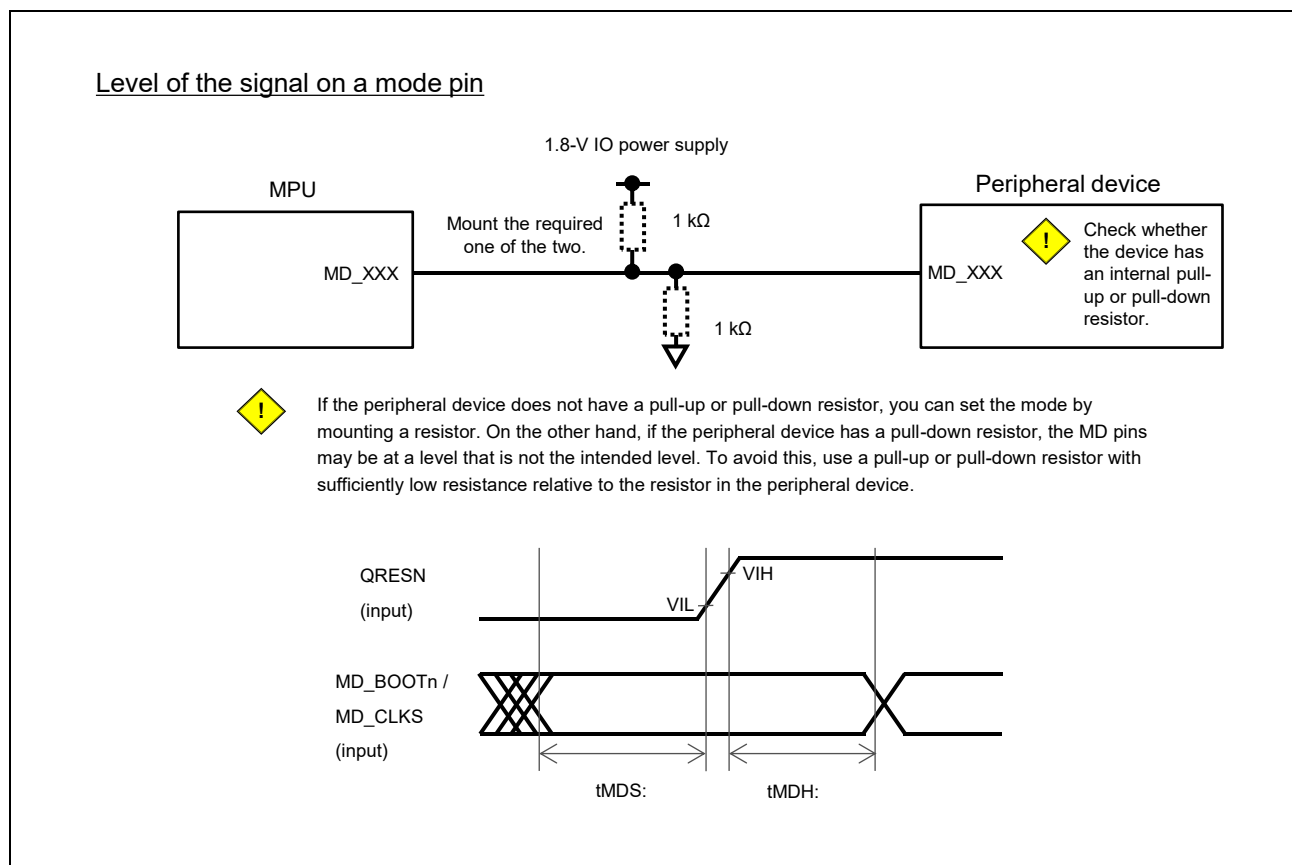 Level of the signal on a mode pin
1.8-V IO power supply
MPU
Peripheral device
Mount the required
one of the two.
1 kΩ
!
Check whether
the device has
an internal pull-
up or pull-down
resistor.
MD_XXX
MD_XXX
1 kΩ
!
If the peripheral device does not have a pull-up or pull-down resistor, you can set the mode by
mounting a resistor. On the other hand, if the peripheral device has a pull-down resistor, the MD pins
may be at a level that is not the intended level. To avoid this, use a pull-up or pull-down resistor with
sufficiently low resistance relative to the resistor in the peripheral device.
QRESN
(input)
VIL
VIH
MD_BOOTn /
MD_CLKS
(input)
tMDS:
tMDH: